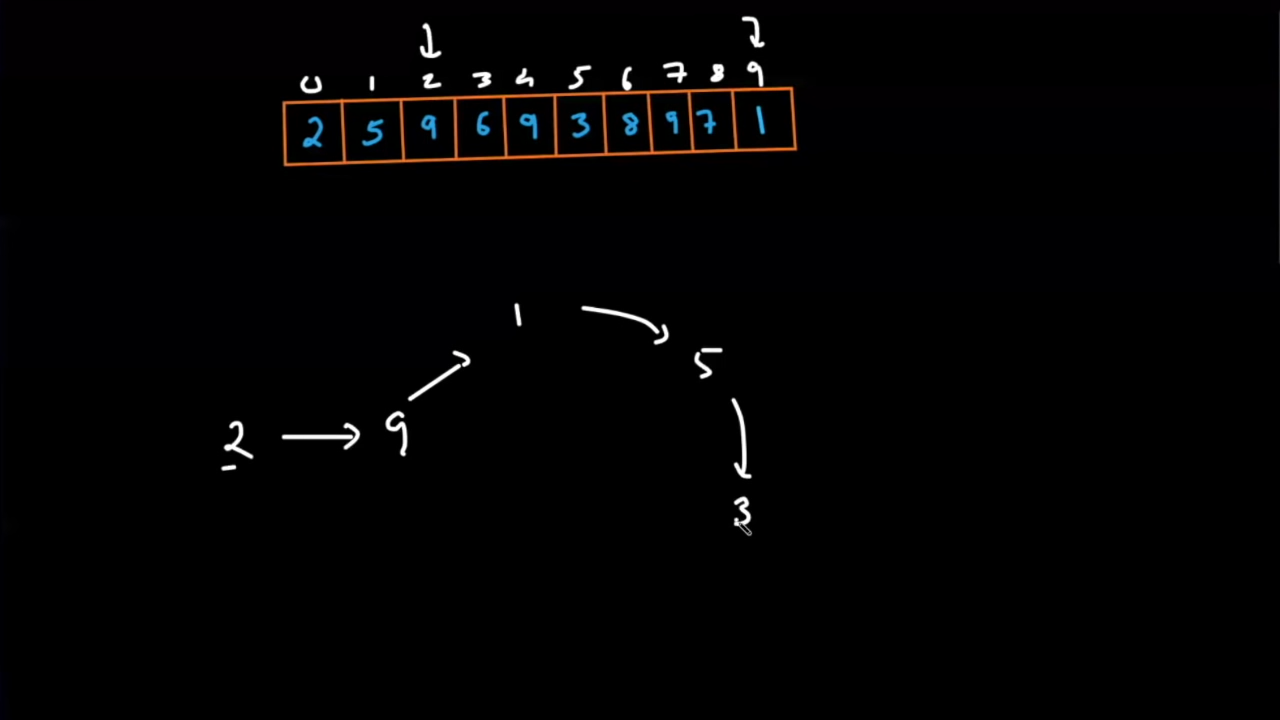 0 1 2 3 4 5 6 7 8 9
2 5 9 6 9 3 8 9 7 1
1
5
2 → 9
3